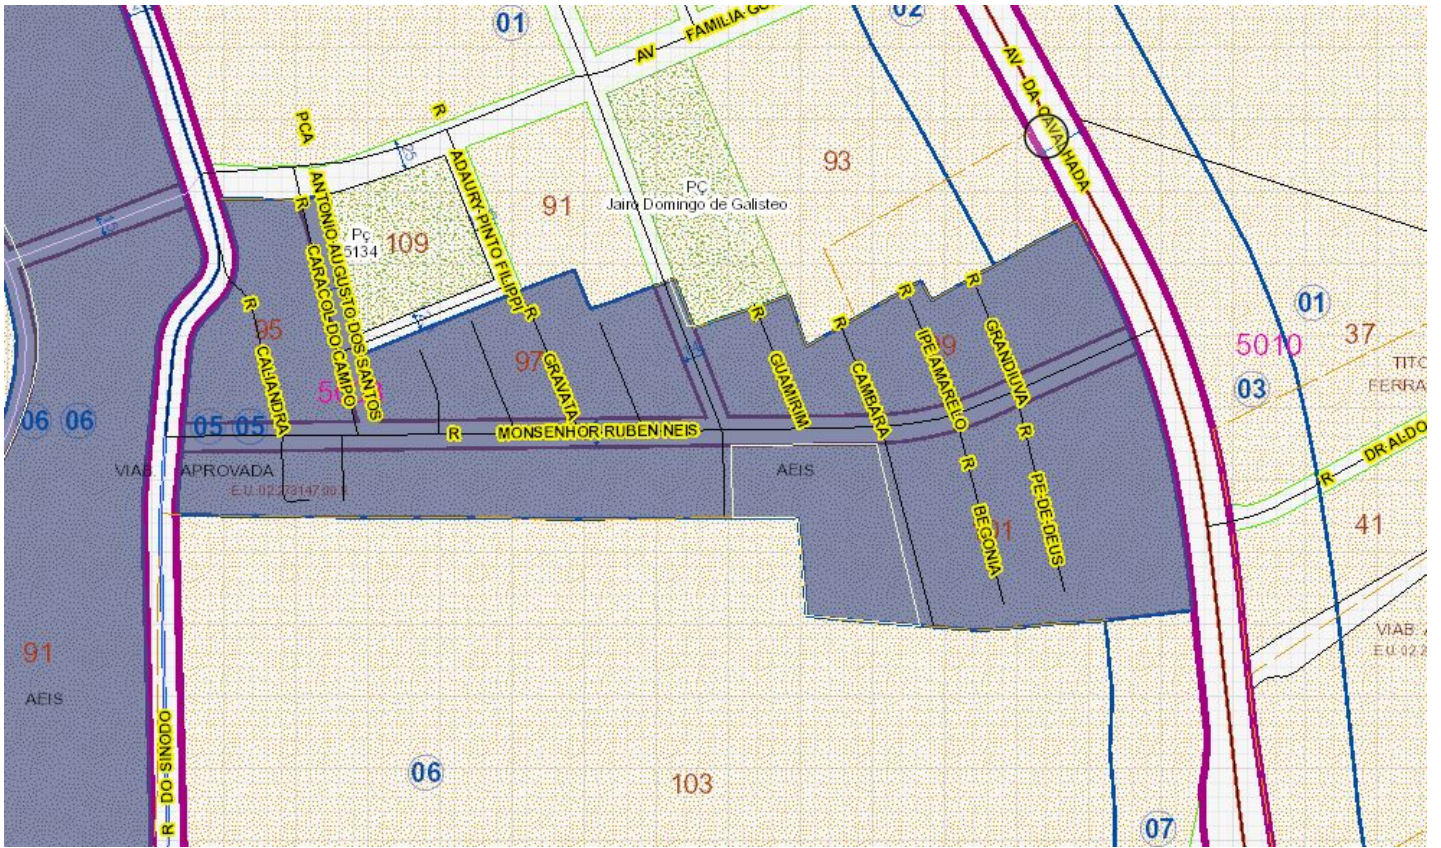 01
02
AV FAMILIA
AV DA CAVALHADA
PCA
ANTONIO AUGUSTO DOS SANTOS
R
ADAURY PINTO FILIPPI
25
93
91
PÇ
Jairo Domingo de Galisteo
Pç
5134
109
R CARACOL DO CAMPO
R CALIANDRA
95
97
R GRAVATA
R GUAMIRIM
R CAMBARA
R IPE AMARELO
R GRANDIUVA
01
5010
37
03
06
06
05
05
R MONSENHOR RUBEN NEIS
VIAB. APROVADA
AEIS
R BEGONIA
R PE-DE-DEUS
R DR ALDO
41
91
AEIS
VIAB.
R DO SINODO
06
103
07